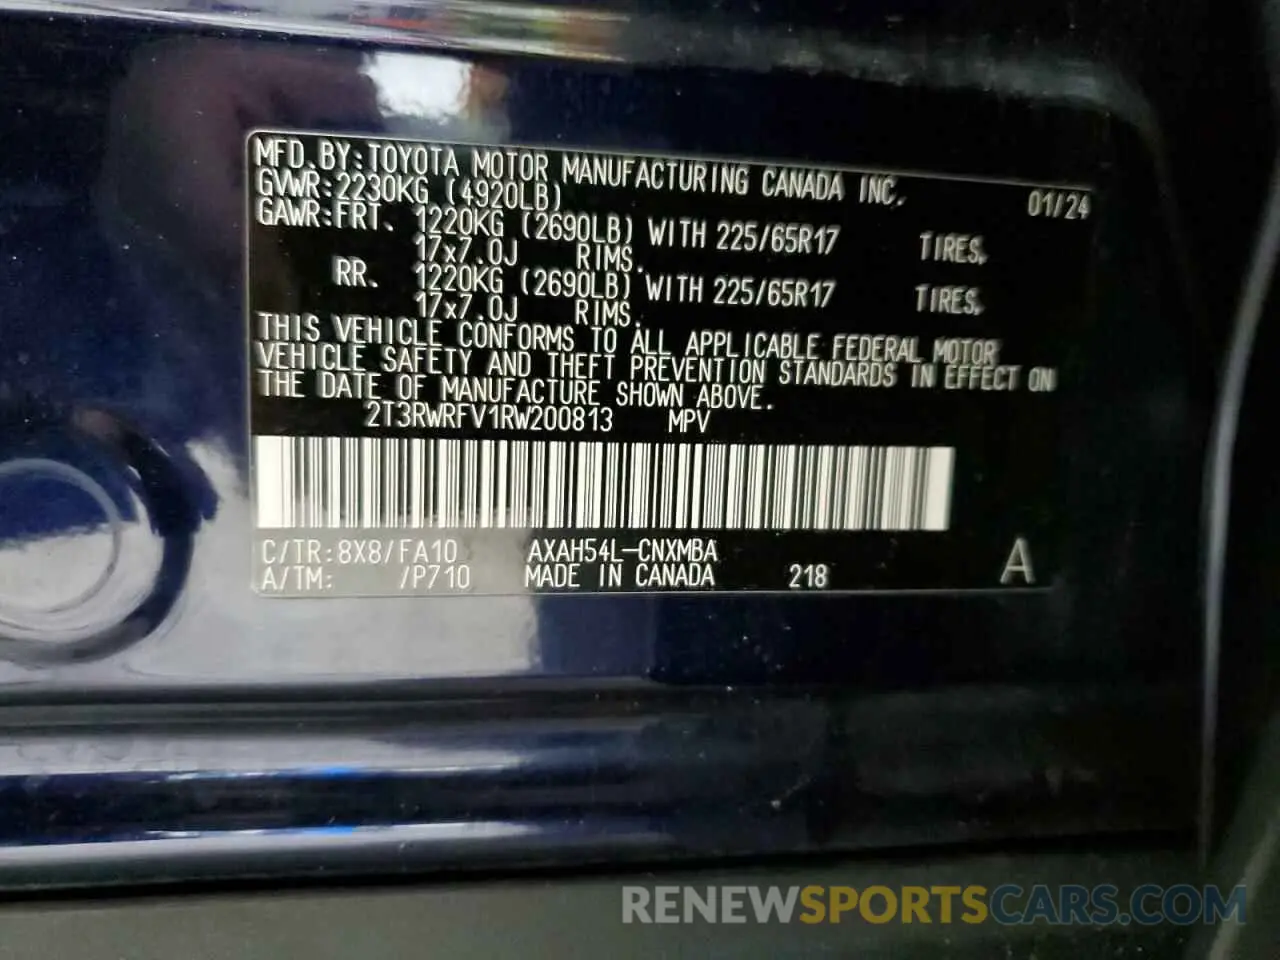 MFD.BY:TOYOTA MOTOR MANUFACTURING CANADA INC. 01/24
GVWR:2230KG (4920LB)
GAWR:FRT. 1220KG (2690LB) WITH 225/65R17 TIRES,
17x7.0J RIMS.
RR. 1220KG (2690LB) WITH 225/65R17 TIRES,
17x7.0J RIMS.
THIS VEHICLE CONFORMS TO ALL APPLICABLE FEDERAL MOTOR
VEHICLE SAFETY AND THEFT PREVENTION STANDARDS IN EFFECT ON
THE DATE OF MANUFACTURE SHOWN ABOVE.
2T3RWRFV1RW200813 MPV
C/TR:8X8/FA10 AXAH54L-CNXMBA
A/TM: /P710 MADE IN CANADA 218 A
RENEWSPORTSCARS.COM